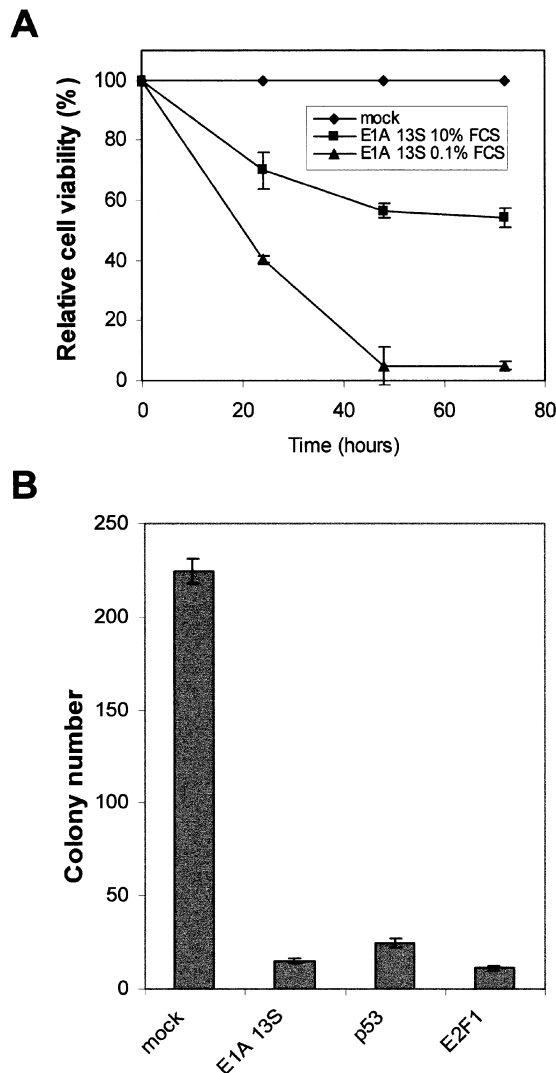 A
Relative cell viability (%)
100
80
60
40
20
0
mock
E1A 13S 10% FCS
E1A 13S 0.1% FCS
0 20 40 60 80
Time (hours)
B
Colony number
250
200
150
100
50
0
mock
E1A 13S
p53
E2F1